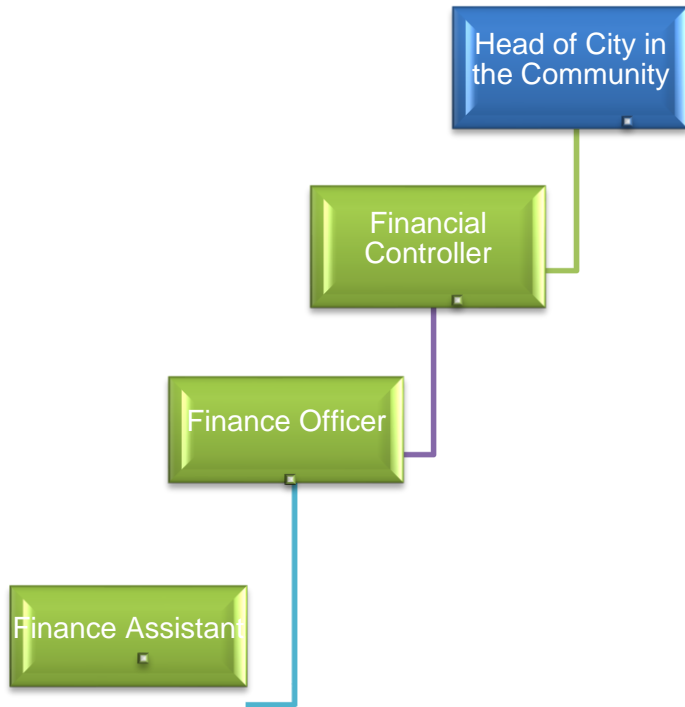 Head of City in
the Community
Financial
Controller
Finance Officer
Finance Assistant